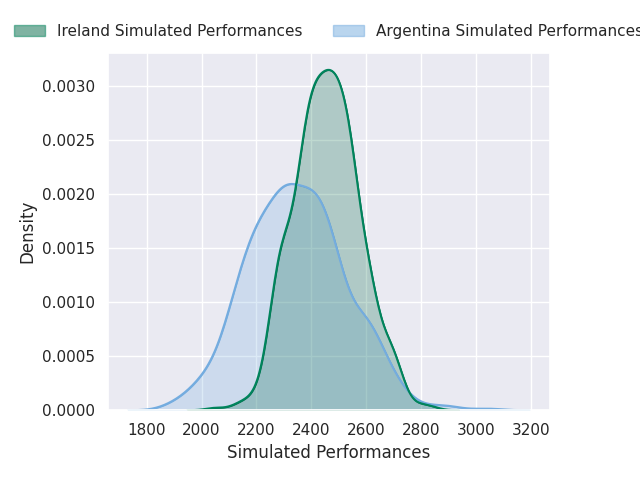 Ireland Simulated Performances
Argentina Simulated Performances
0.0030
0.0025
0.0020
0.0015
0.0010
0.0005
0.0000
Density
1800 2000 2200 2400 2600 2800 3000 3200
Simulated Performances